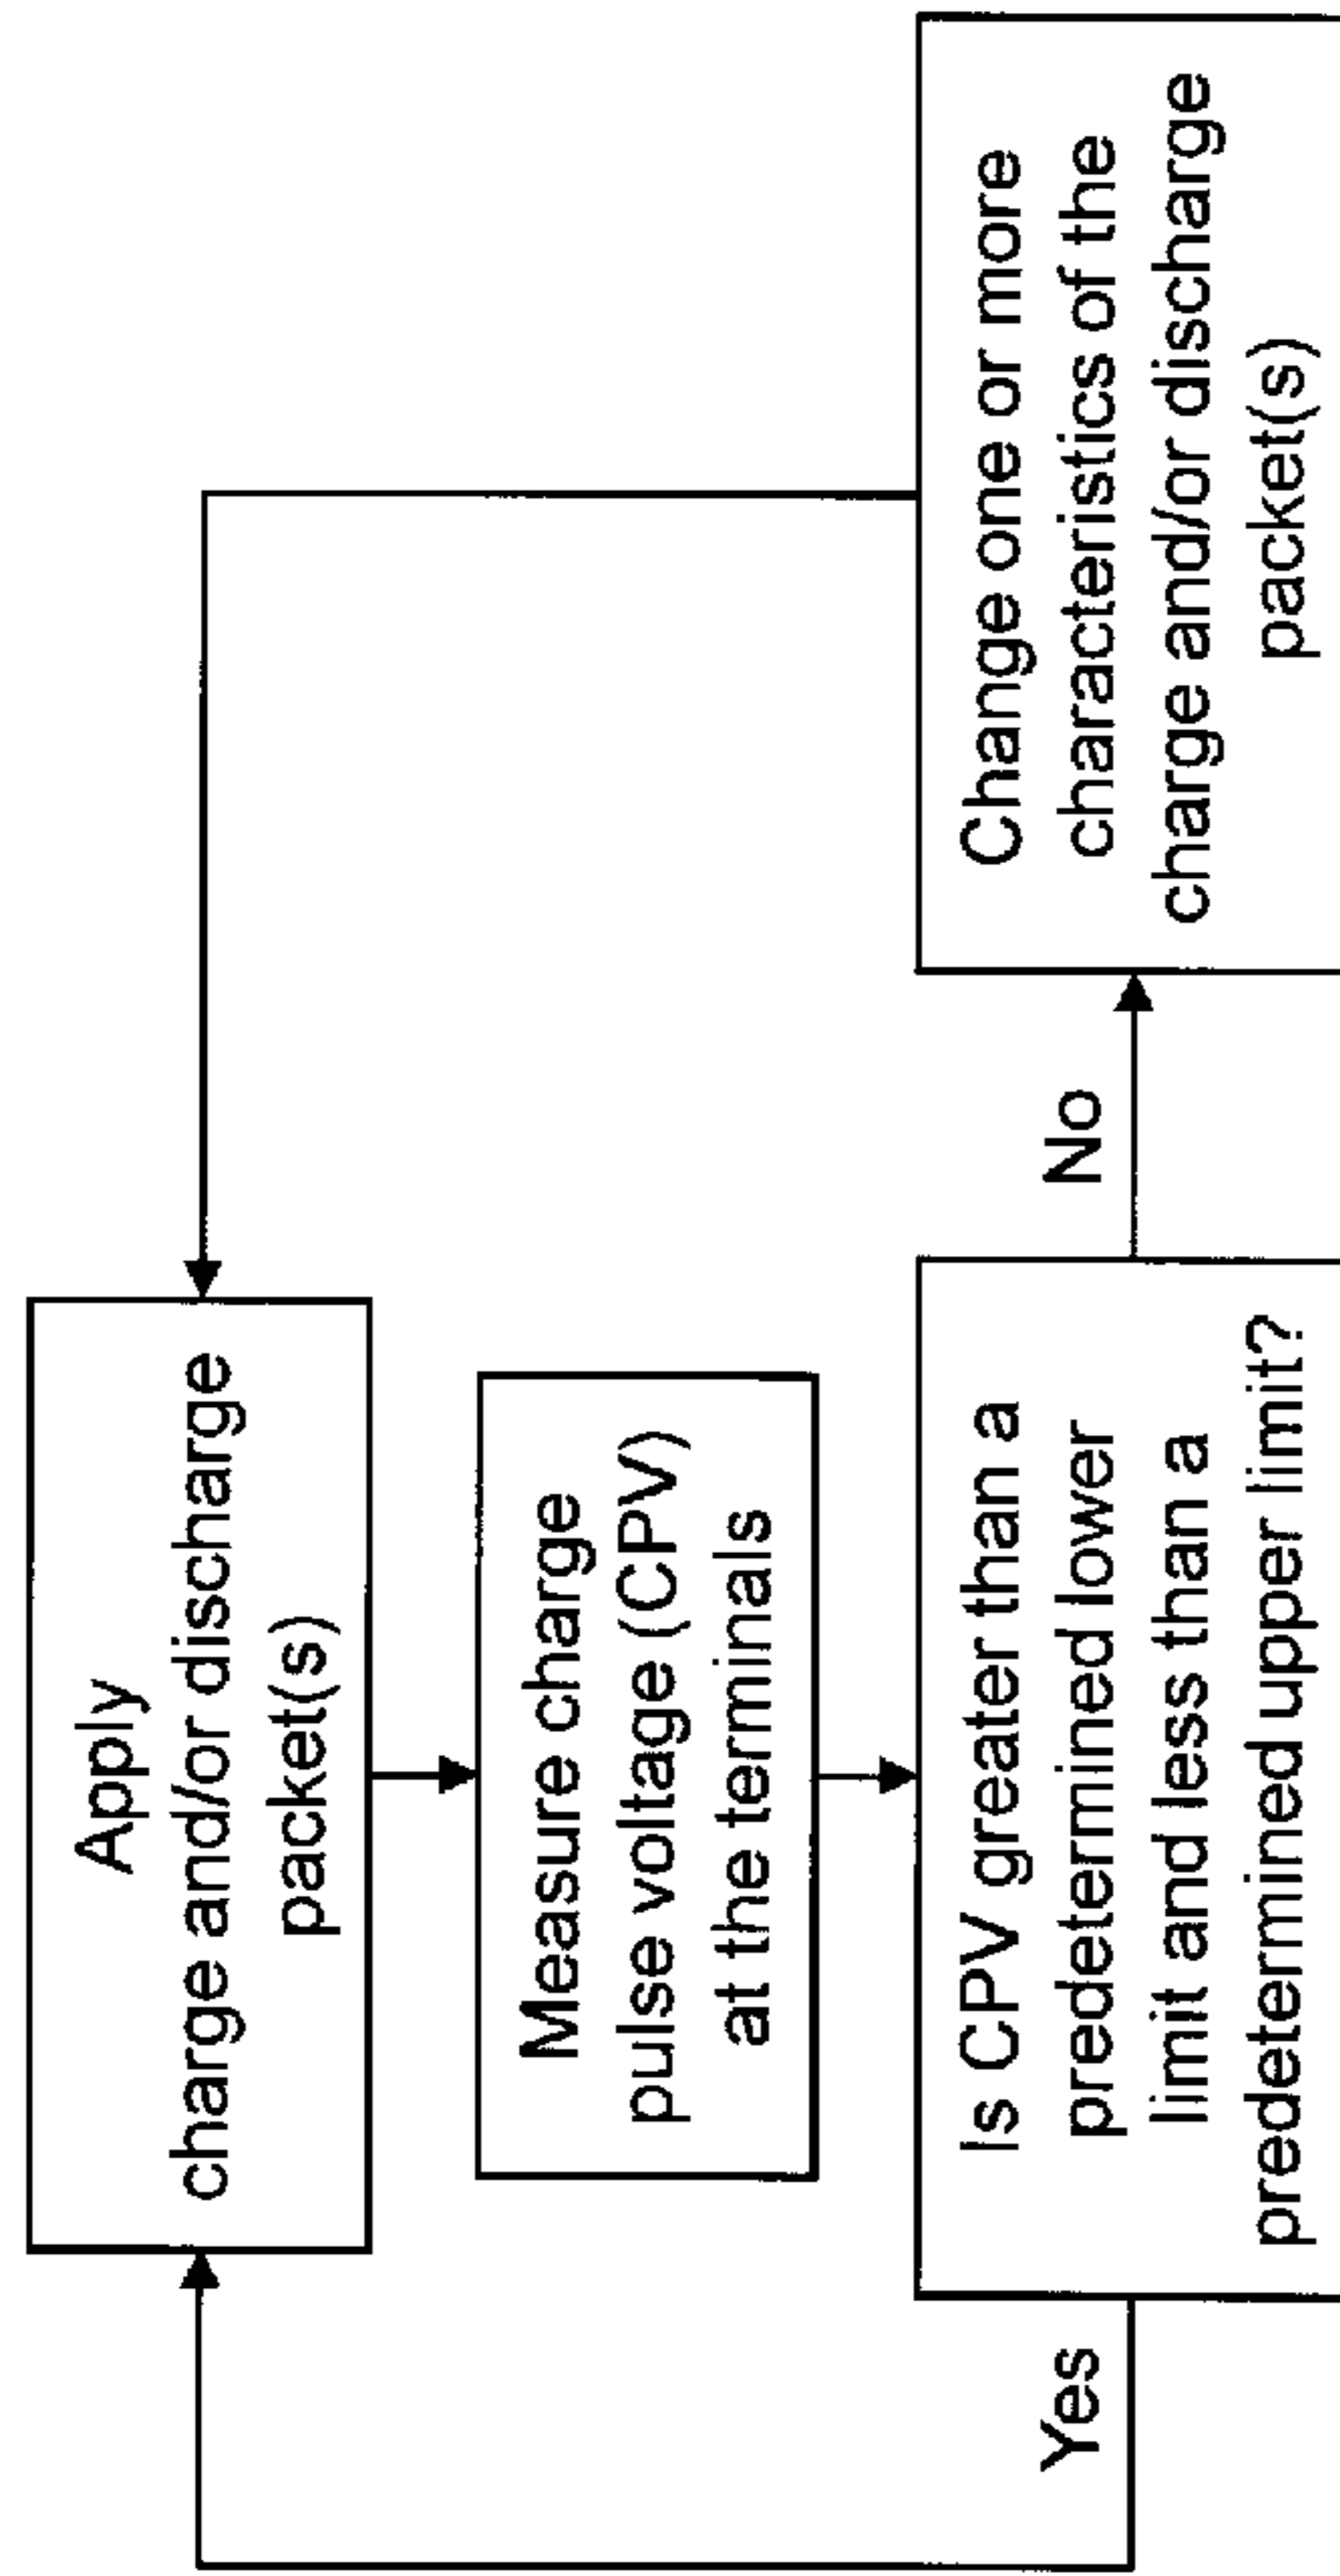 Apply
charge and/or discharge
packet(s)
Measure charge
pulse voltage (CPV)
at the terminals
Is CPV greater than a
predetermined lower
limit and less than a
predetermined upper limit?
Yes
No
Change one or more
characteristics of the
charge and/or discharge
packet(s)